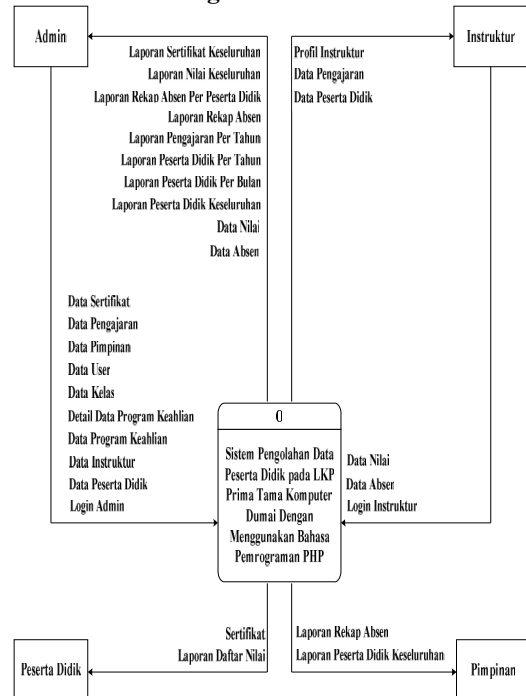 Admin
Instruktur
Laporan Sertifikat Keseluruhan
Laporan Nilai Keseluruhan
Laporan Rekap Absen Per Peserta Didik
Laporan Rekap Absen
Laporan Pengajaran Per Tahun
Laporan Peserta Didik Per Tahun
Laporan Peserta Didik Per Bulan
Laporan Peserta Didik Keseluruhan
Data Nilai
Data Absen
Profil Instruktur
Data Pengajaran
Data Peserta Didik
Data Sertifikat
Data Pengajaran
Data Pimpinan
Data User
Data Kelas
Detail Data Program Keahlian
Data Program Keahlian
Data Instruktur
Data Peserta Didik
Login Admin
0
Sistem Pengolahan Data
Peserta Didik pada LKP
Prima Tama Komputer
Dumai Dengan
Menggunakan Bahasa
Pemrograman PHP
Data Nilai
Data Absen
Login Instruktur
Sertifikat
Laporan Daftar Nilai
Laporan Rekap Absen
Laporan Peserta Didik Keseluruhan
Peserta Didik
Pimpinan